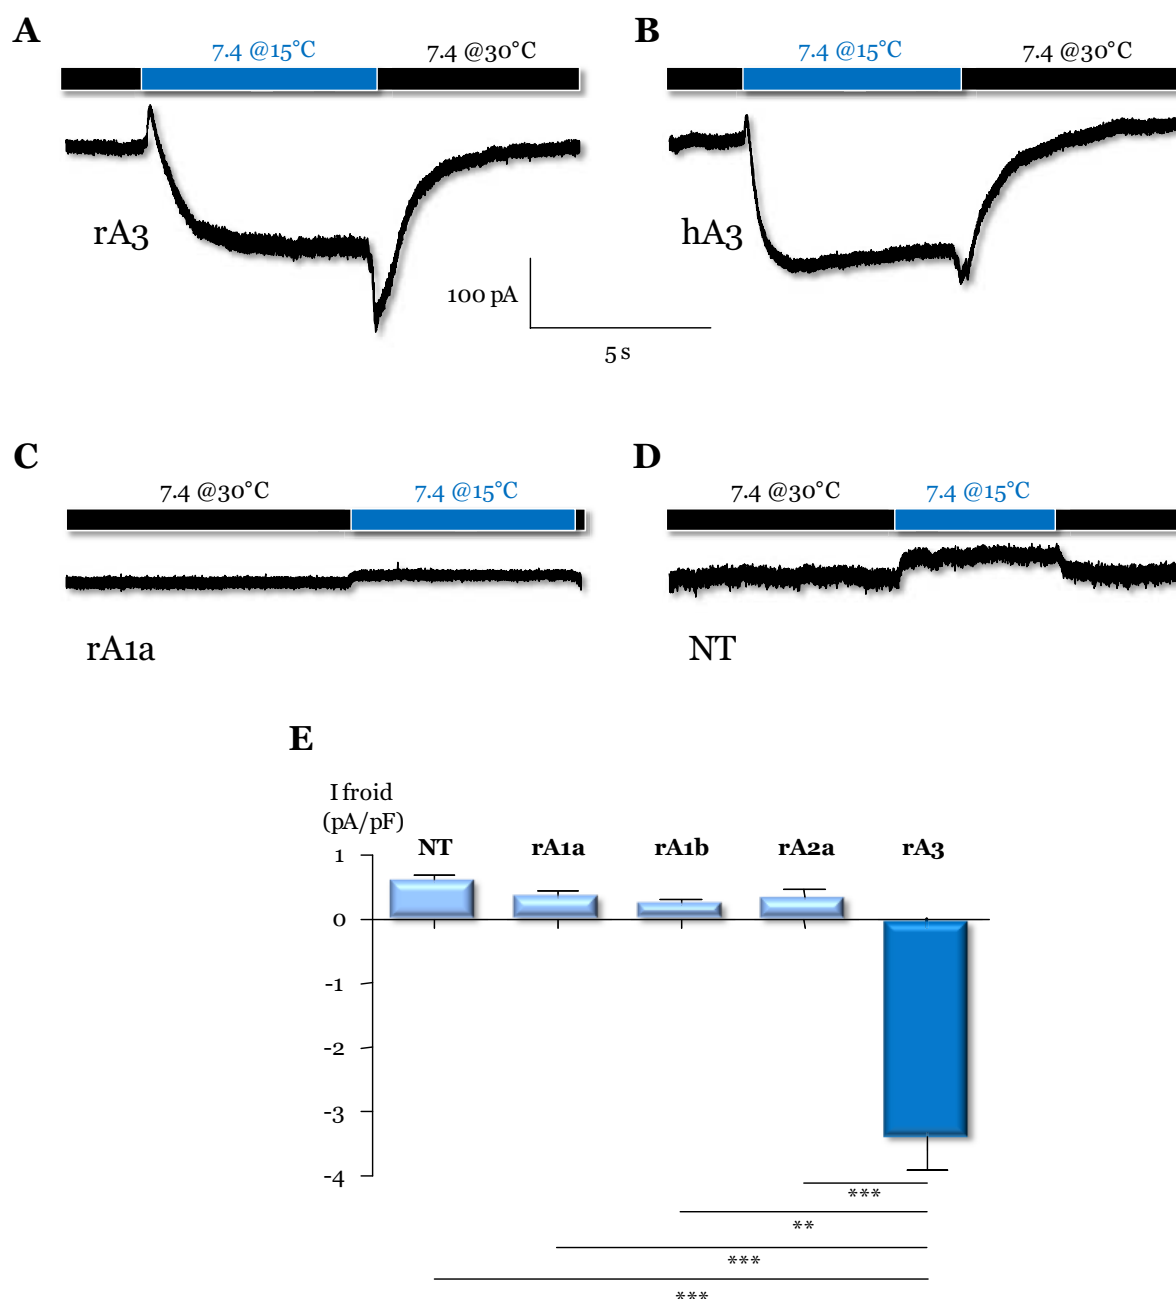 A
B
7.4 @15°C
7.4 @30°C
7.4 @15°C
7.4 @30°C
rA3
hA3
100 pA
5 s
C
D
7.4 @30°C
7.4 @15°C
7.4 @30°C
7.4 @15°C
rA1a
NT
E
I froid
(pA/pF)
NT
rA1a
rA1b
rA2a
rA3
1
0
-1
-2
-3
-4
***
**
***
***